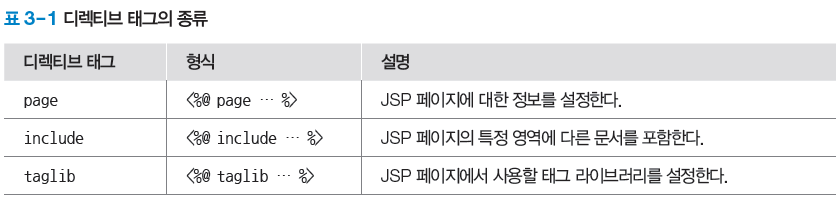 표 3-1 디렉티브 태그의 종류
디렉티브 태그 형식 설명
page <%@ page … %> JSP 페이지에 대한 정보를 설정한다.
include <%@ include … %> JSP 페이지의 특정 영역에 다른 문서를 포함한다.
taglib <%@ taglib … %> JSP 페이지에서 사용할 태그 라이브러리를 설정한다.